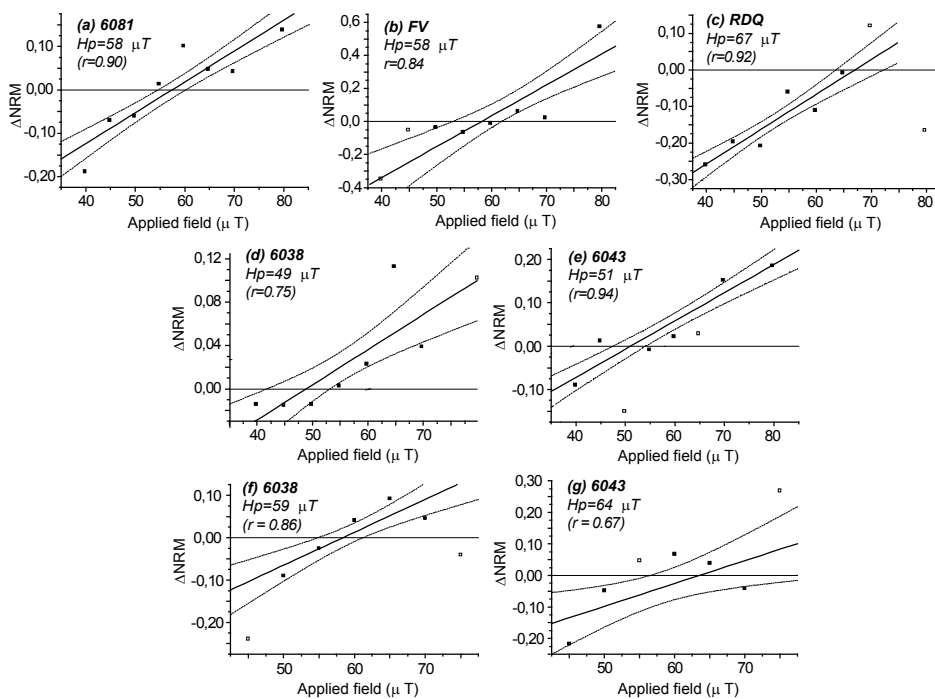 (a) 6081
Hp=58 μT
(r=0.90)
0,10
0,00
-0,10
-0,20
ΔNRM
40 50 60 70 80
Applied field (μ T)
(b) FV
Hp=58 μT
r=0.84
0,6
0,4
0,2
0,0
-0,2
0,4
ΔNRM
40 50 60 70 80
Applied field (μ T)
(c) RDQ
Hp=67 μT
(r=0.92)
0,10
0,00
-0,10
-0,20
-0,30
ΔNRM
40 50 60 70 80
Applied field (μ T)
(d) 6038
Hp=49 μT
(r=0.75)
0,12
0,08
0,04
0,00
ΔNRM
40 50 60 70
Applied field (μ T)
(e) 6043
Hp=51 μT
(r=0.94)
0,20
0,10
0,00
-0,10
ΔNRM
40 50 60 70 80
Applied field (μ T)
(f) 6038
Hp=59 μT
(r = 0.86)
0,10
0,00
-0,10
-0,20
ΔNRM
50 60 70
Applied field (μ T)
(g) 6043
Hp=64 μT
(r = 0.67)
0,30
0,20
0,10
0,00
-0,10
-0,20
ΔNRM
50 60 70
Applied field (μ T)